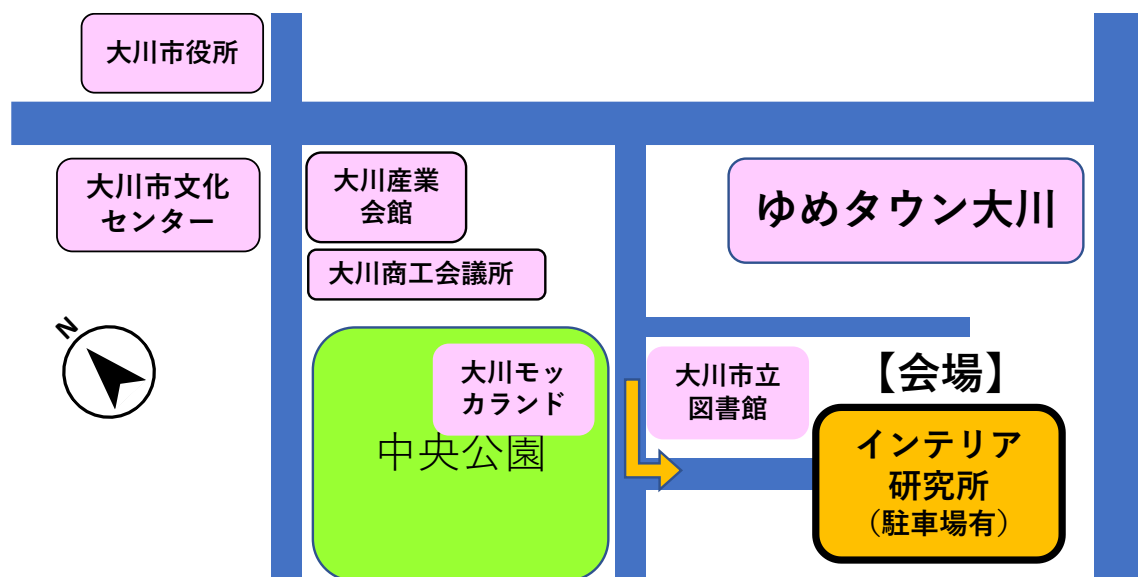 大川市役所
大川市文化
センター
大川産業
会館
大川商工会議所
ゆめタウン大川
N
大川モッ
カランド
中央公園
大川市立
図書館
【会場】
インテリア
研究所
（駐車場有）